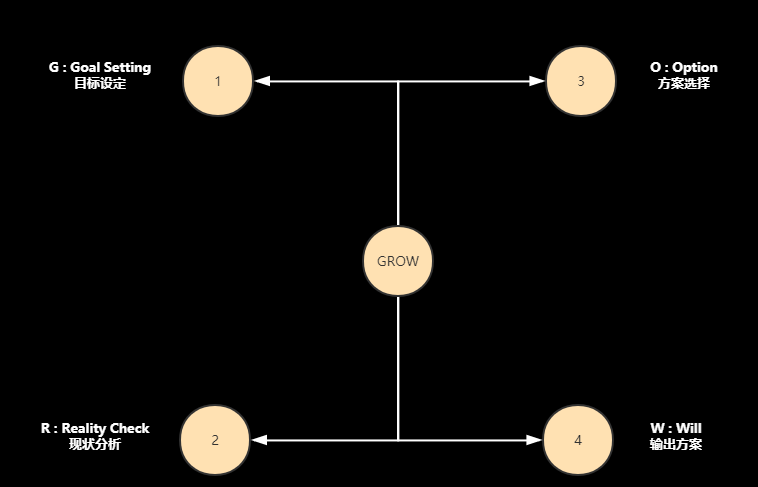 G : Goal Setting
目标设定
1
3
O : Option
方案选择
GROW
R : Reality Check
现状分析
2
4
W : Will
输出方案